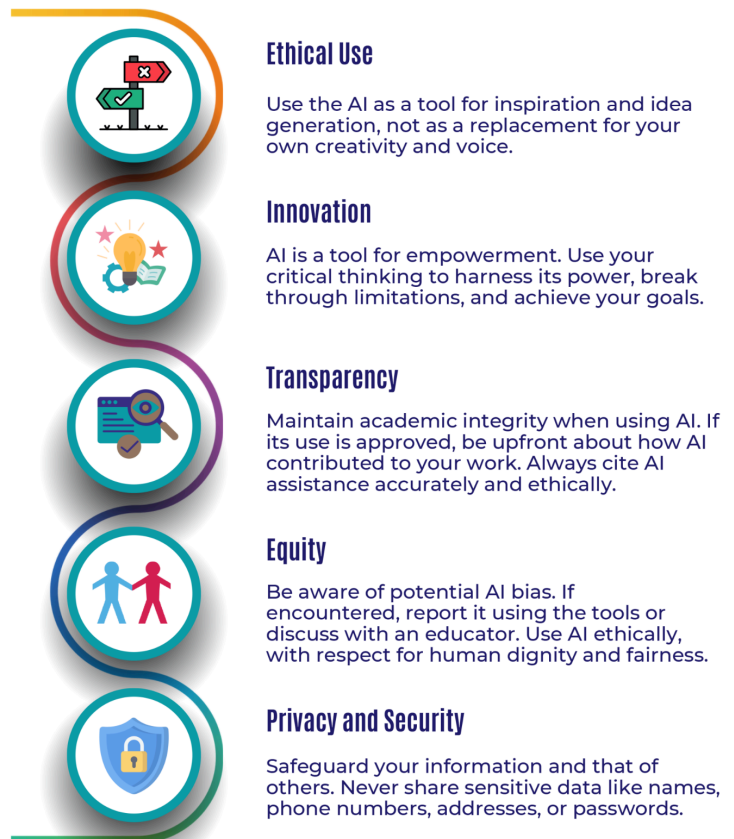 Ethical Use
Use the AI as a tool for inspiration and idea
generation, not as a replacement for your
own creativity and voice.
Innovation
AI is a tool for empowerment. Use your
critical thinking to harness its power, break
through limitations, and achieve your goals.
Transparency
Maintain academic integrity when using AI. If
its use is approved, be upfront about how AI
contributed to your work. Always cite AI
assistance accurately and ethically.
Equity
Be aware of potential AI bias. If
encountered, report it using the tools or
discuss with an educator. Use AI ethically,
with respect for human dignity and fairness.
Privacy and Security
Safeguard your information and that of
others. Never share sensitive data like names,
phone numbers, addresses, or passwords.